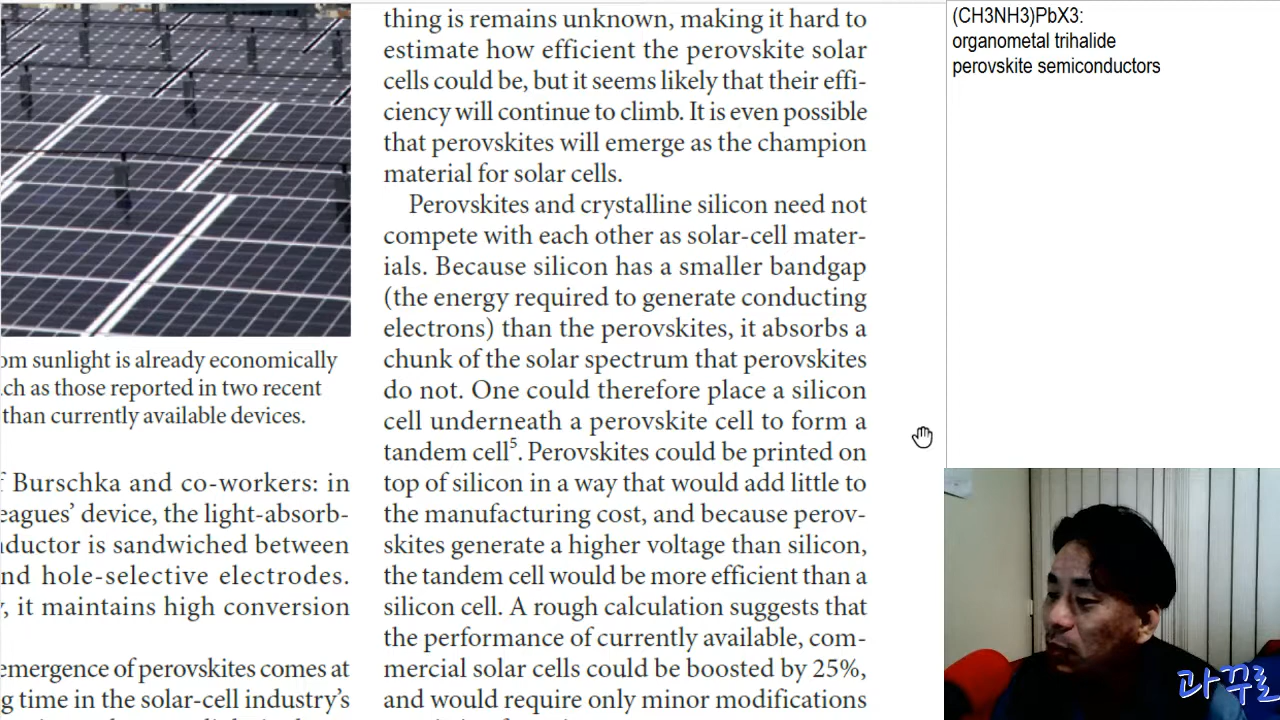 om sunlight is already economically
ch as those reported in two recent
than currently available devices.
f Burschka and co-workers: in
eagues’ device, the light-absorb-
nductor is sandwiched between
nd hole-selective electrodes.
, it maintains high conversion
emergence of perovskites comes at
g time in the solar-cell industry’s
thing is remains unknown, making it hard to
estimate how efficient the perovskite solar
cells could be, but it seems likely that their effi-
ciency will continue to climb. It is even possible
that perovskites will emerge as the champion
material for solar cells.
Perovskites and crystalline silicon need not
compete with each other as solar-cell mater-
ials. Because silicon has a smaller bandgap
(the energy required to generate conducting
electrons) than the perovskites, it absorbs a
chunk of the solar spectrum that perovskites
do not. One could therefore place a silicon
cell underneath a perovskite cell to form a
tandem cell⁵. Perovskites could be printed on
top of silicon in a way that would add little to
the manufacturing cost, and because perov-
skites generate a higher voltage than silicon,
the tandem cell would be more efficient than a
silicon cell. A rough calculation suggests that
the performance of currently available, com-
mercial solar cells could be boosted by 25%,
and would require only minor modifications
(CH3NH3)PbX3:
organometal trihalide
perovskite semiconductors
과꾸로